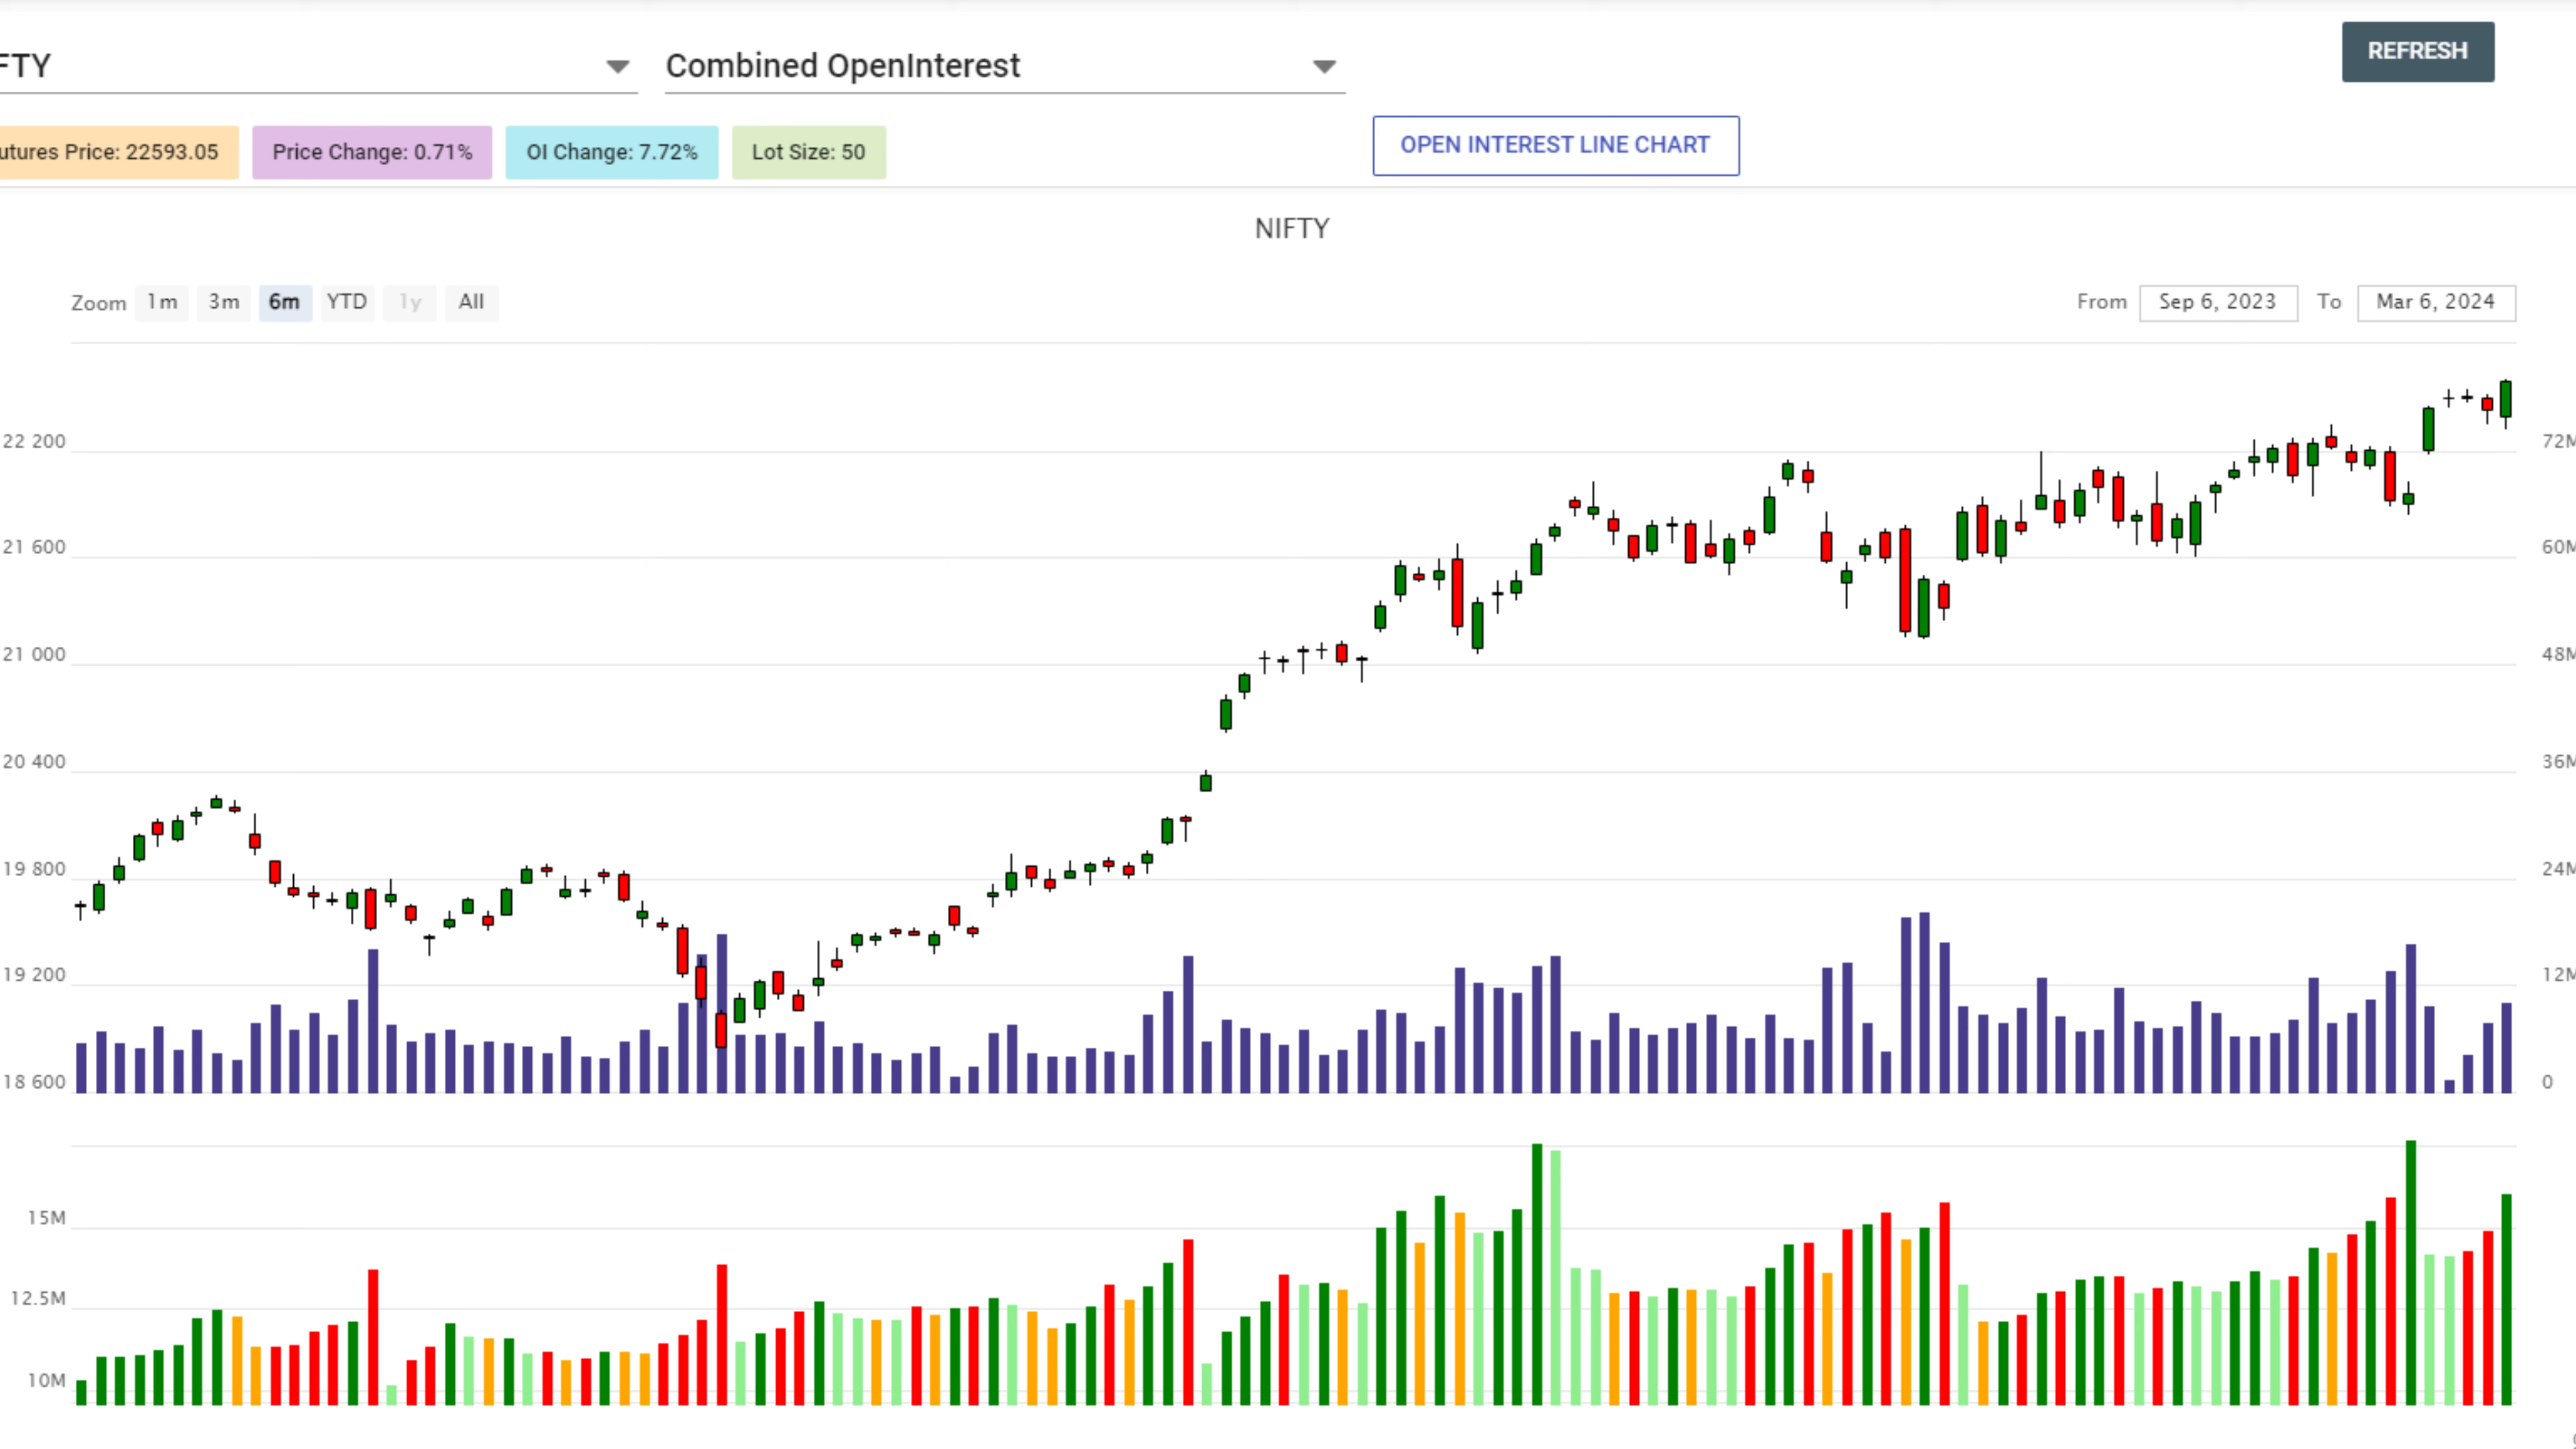 FTY
Combined OpenInterest
REFRESH
utures Price: 22593.05
Price Change: 0.71%
OI Change: 7.72%
Lot Size: 50
OPEN INTEREST LINE CHART
NIFTY
Zoom 1m 3m 6m YTD 1y All
From Sep 6, 2023 To Mar 6, 2024
22 200
72M
21 600
60M
21 000
48M
20 400
36M
19 800
24M
19 200
12M
18 600
0
15M
12.5M
10M